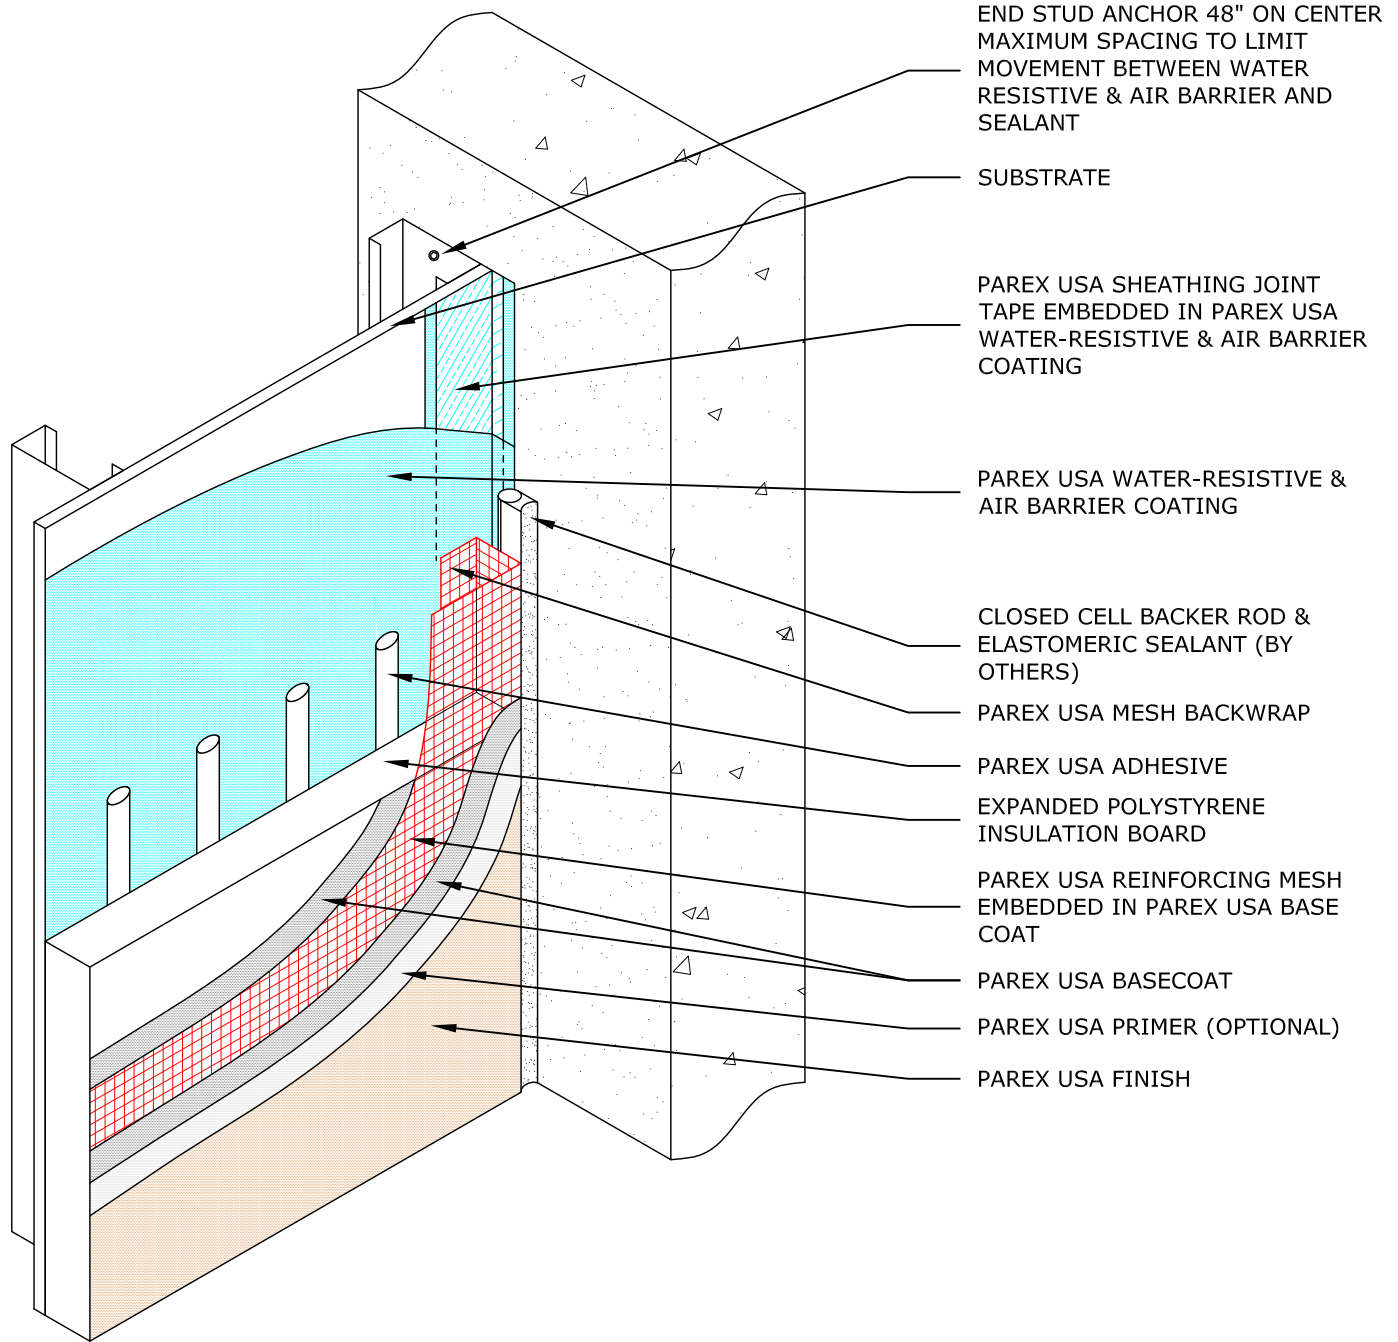 END STUD ANCHOR 48" ON CENTER
MAXIMUM SPACING TO LIMIT
MOVEMENT BETWEEN WATER
RESISTIVE & AIR BARRIER AND
SEALANT
SUBSTRATE
PAREX USA SHEATHING JOINT
TAPE EMBEDDED IN PAREX USA
WATER-RESISTIVE & AIR BARRIER
COATING
PAREX USA WATER-RESISTIVE &
AIR BARRIER COATING
CLOSED CELL BACKER ROD &
ELASTOMERIC SEALANT (BY
OTHERS)
PAREX USA MESH BACKWRAP
PAREX USA ADHESIVE
EXPANDED POLYSTYRENE
INSULATION BOARD
PAREX USA REINFORCING MESH
EMBEDDED IN PAREX USA BASE
COAT
PAREX USA BASECOAT
PAREX USA PRIMER (OPTIONAL)
PAREX USA FINISH